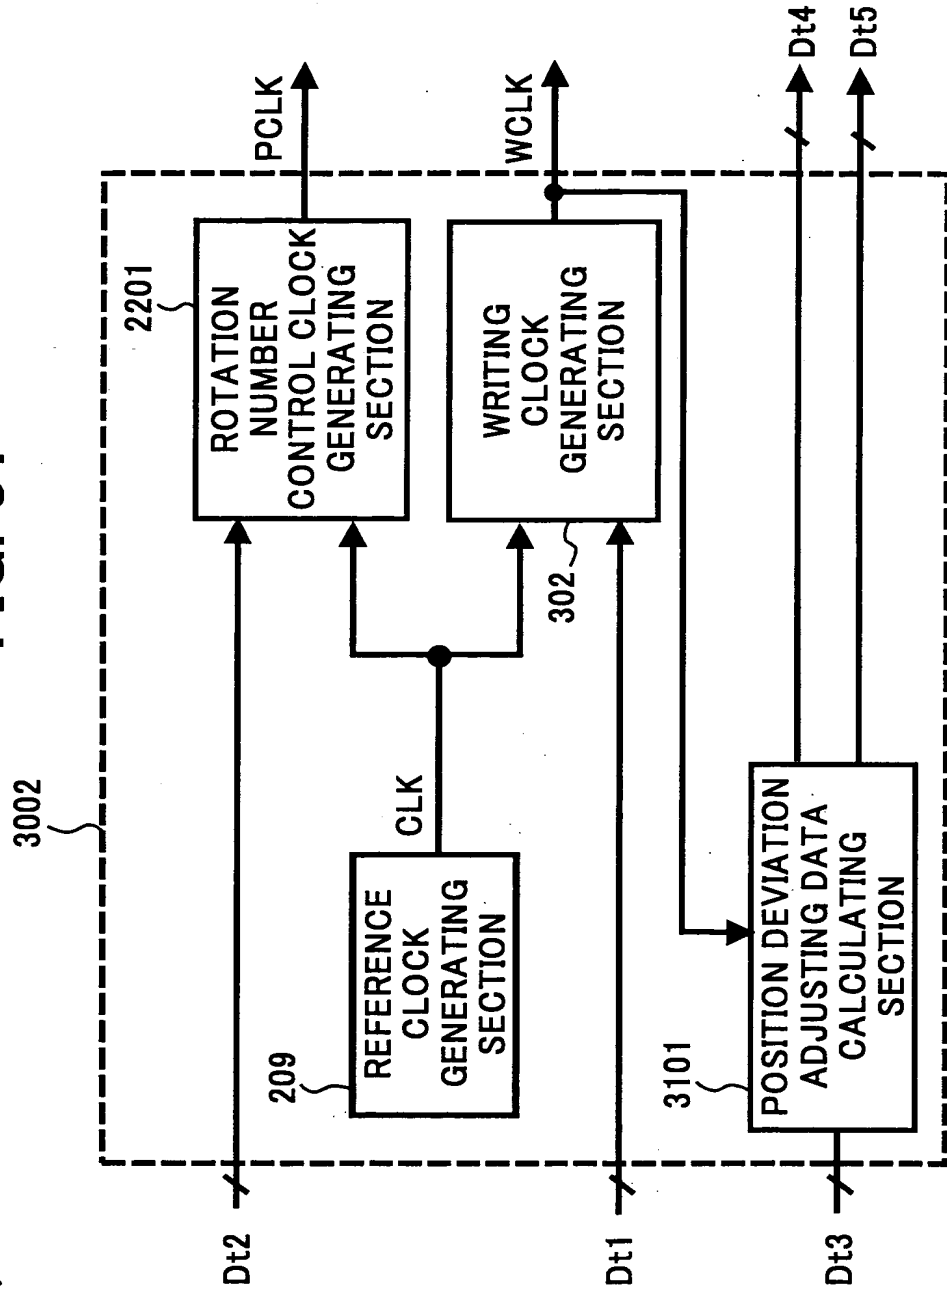 3002
Dt2
2201
ROTATION
NUMBER
CONTROL CLOCK
GENERATING
SECTION
PCLK
209
REFERENCE
CLOCK
GENERATING
SECTION
CLK
302
WRITING
CLOCK
GENERATING
SECTION
WCLK
Dt1
3101
POSITION DEVIATION
ADJUSTING DATA
CALCULATING
SECTION
Dt3
Dt4
Dt5